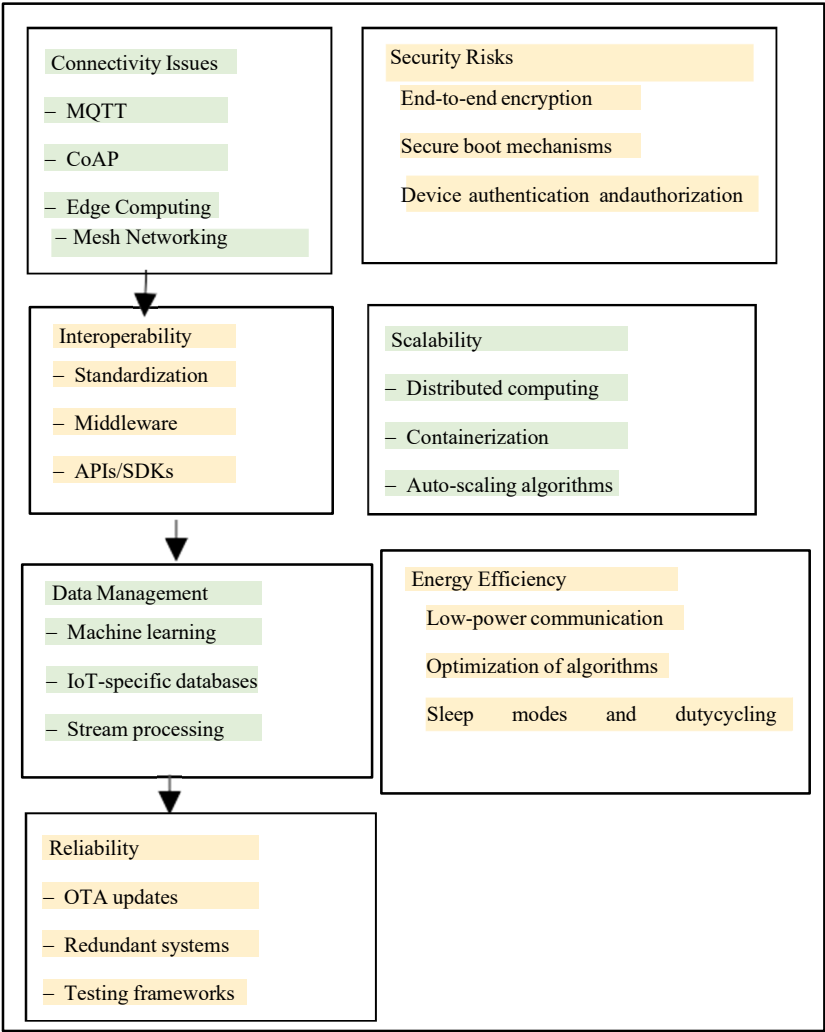 Connectivity Issues
– MQTT
– CoAP
– Edge Computing
– Mesh Networking
Security Risks
End-to-end encryption
Secure boot mechanisms
Device authentication andauthorization
Interoperability
– Standardization
– Middleware
– APIs/SDKs
Scalability
– Distributed computing
– Containerization
– Auto-scaling algorithms
Data Management
– Machine learning
– IoT-specific databases
– Stream processing
Energy Efficiency
Low-power communication
Optimization of algorithms
Sleep modes and dutycycling
Reliability
– OTA updates
– Redundant systems
– Testing frameworks